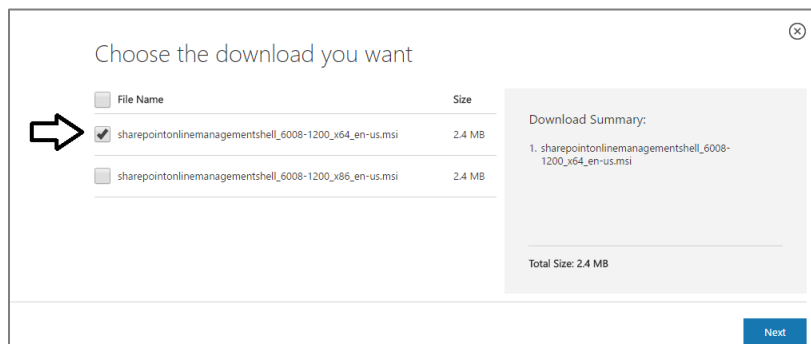 Choose the download you want
File Name Size
sharepointonlinemanagementshell_6008-1200_x64_en-us.msi 2.4 MB
sharepointonlinemanagementshell_6008-1200_x86_en-us.msi 2.4 MB
Download Summary:
1. sharepointonlinemanagementshell_6008-
1200_x64_en-us.msi
Total Size: 2.4 MB
Next